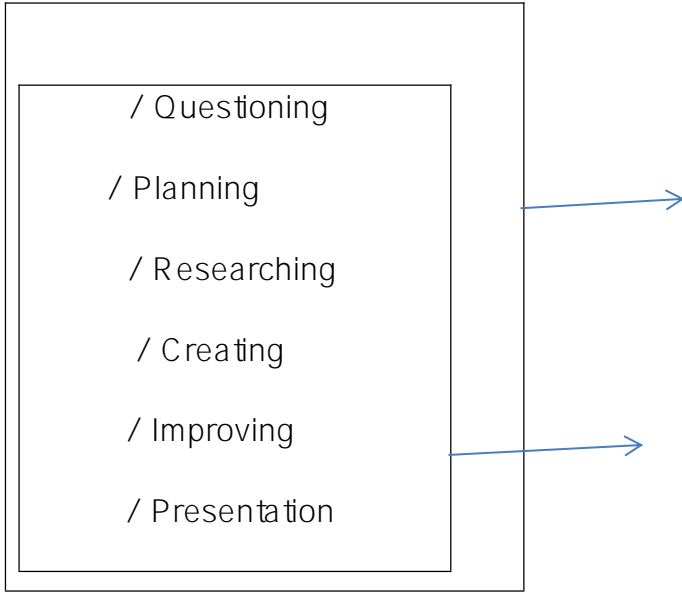 / Questioning
/ Planning
/ Researching
/ Creating
/ Improving
/ Presentation